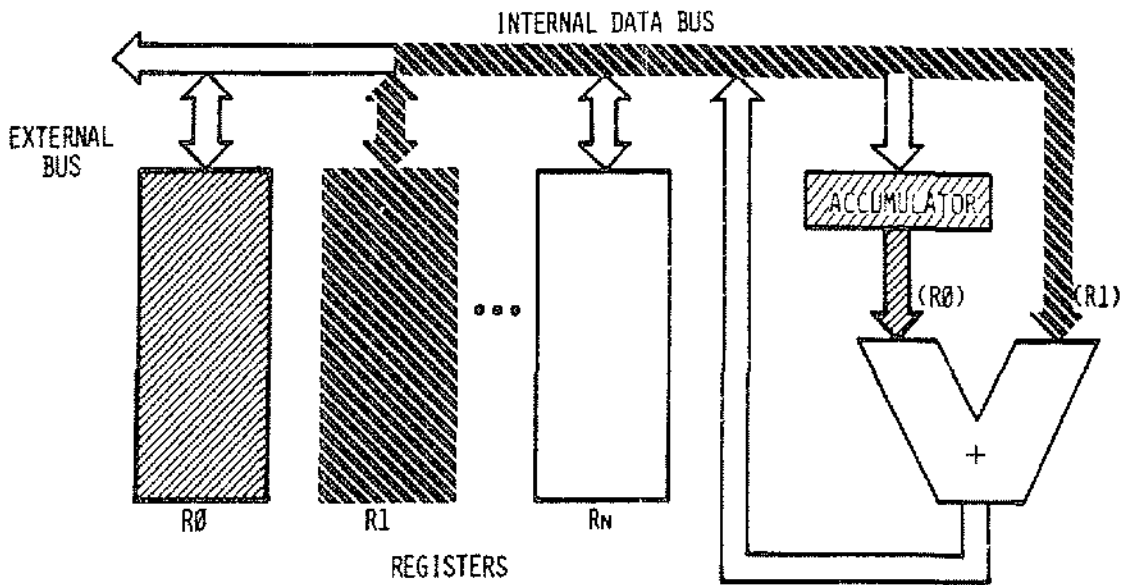 INTERNAL DATA BUS
EXTERNAL
BUS
ACCUMULATOR
(RØ)
(R1)
+
RØ
R1
RN
REGISTERS